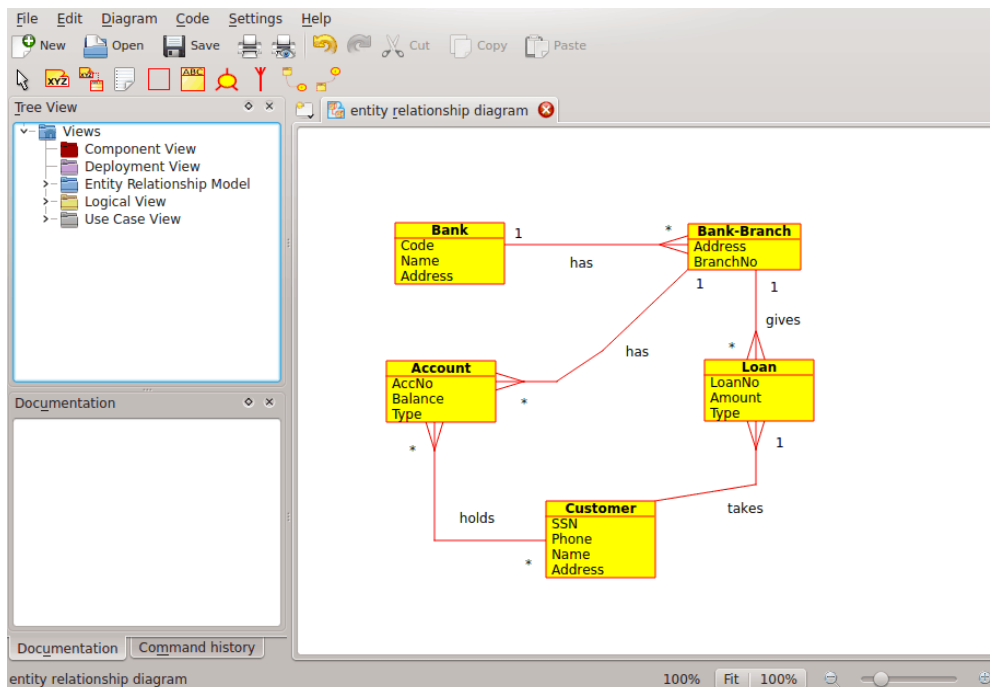 File Edit Diagram Code Settings Help
New Open Save Cut Copy Paste
XYZ XYZ ABC
Tree View
entity relationship diagram
Views
Component View
Deployment View
Entity Relationship Model
Logical View
Use Case View
Bank
Code
Name
Address
1
*
has
Bank-Branch
Address
BranchNo
1
1
gives
*
has
Account
AccNo
Balance
Type
*
*
Loan
LoanNo
Amount
Type
1
takes
holds
*
Customer
SSN
Phone
Name
Address
Documentation
Documentation Command history
entity relationship diagram
100% Fit 100%